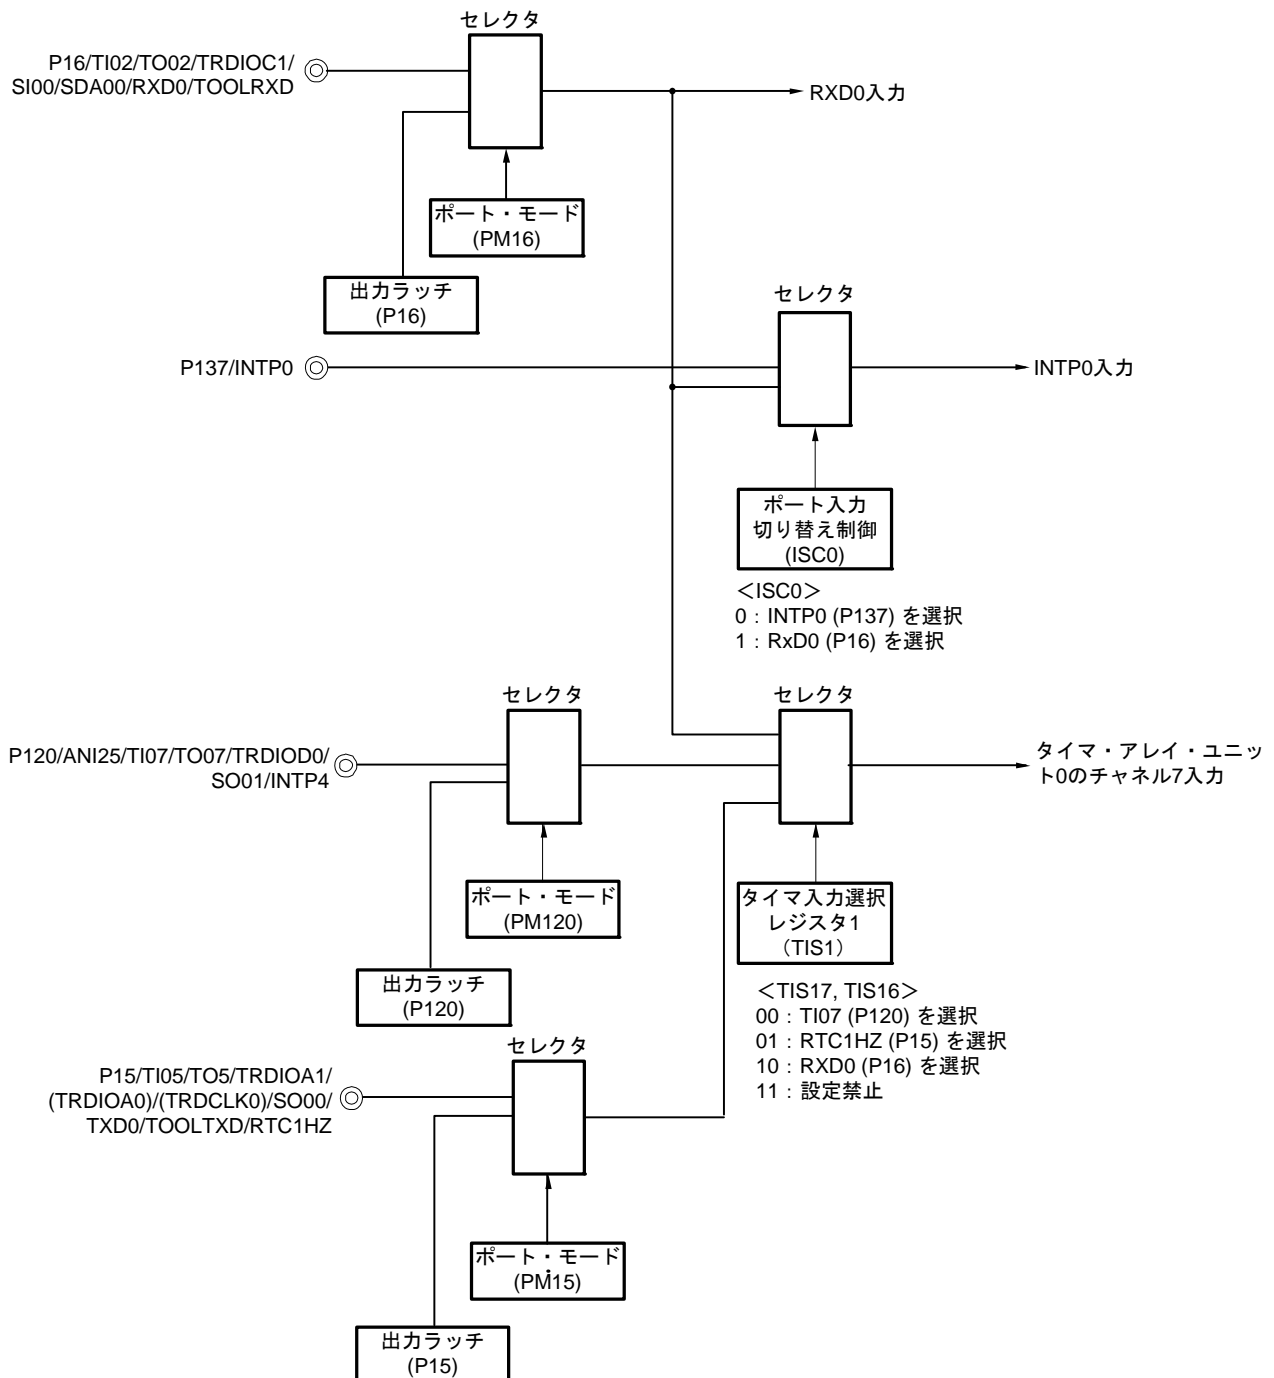 セレクタ
P16/TI02/TO02/TRDIOC1/
SI00/SDA00/RXD0/TOOLRXD
RXD0入力
ポート・モード
(PM16)
出力ラッチ
(P16)
セレクタ
P137/INTP0
INTP0入力
ポート入力
切り替え制御
(ISC0)
＜ISC0＞
0：INTP0 (P137) を選択
1：RxD0 (P16) を選択
セレクタ
セレクタ
P120/ANI25/TI07/TO07/TRDIOD0/
SO01/INTP4
タイマ・アレイ・ユニッ
ト0のチャネル7入力
ポート・モード
(PM120)
タイマ入力選択
レジスタ1
（TIS1）
出力ラッチ
(P120)
＜TIS17, TIS16＞
00：TI07 (P120) を選択
01：RTC1HZ (P15) を選択
10：RXD0 (P16) を選択
11：設定禁止
セレクタ
P15/TI05/TO5/TRDIOA1/
(TRDIOA0)/(TRDCLK0)/SO00/
TXD0/TOOLTXD/RTC1HZ
ポート・モード
(PM15)
出力ラッチ
(P15)